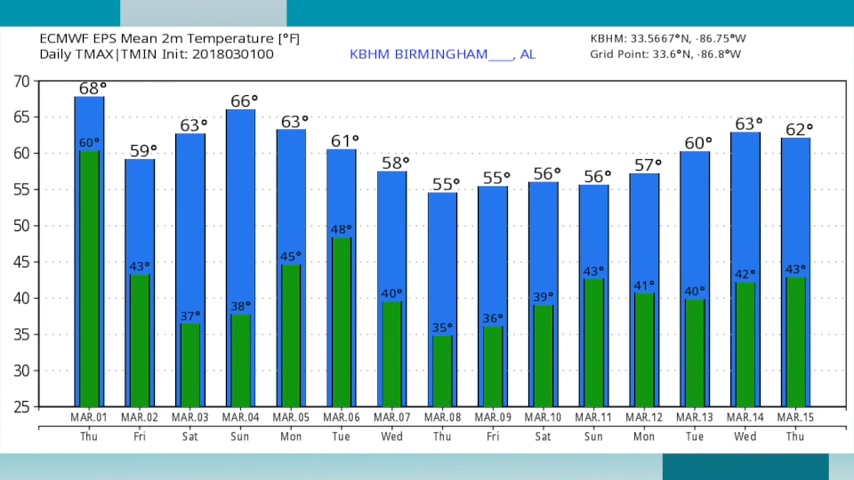 ECMWF EPS Mean 2m Temperature [°F]
Daily TMAX|TMIN Init: 2018030100
KBHM BIRMINGHAM____, AL
KBHM: 33.5667°N, -86.75°W
Grid Point: 33.6°N, -86.8°W
70
65
60
55
50
45
40
35
30
25
68° 59° 63° 66° 63° 61° 58° 55° 55° 56° 56° 57° 60° 63° 62°
60° 43° 37° 38° 45° 48° 40° 35° 36° 39° 43° 41° 40° 42° 43°
MAR.01 MAR.02 MAR.03 MAR.04 MAR.05 MAR.06 MAR.07 MAR.08 MAR.09 MAR.10 MAR.11 MAR.12 MAR.13 MAR.14 MAR.15
Thu Fri Sat Sun Mon Tue Wed Thu Fri Sat Sun Mon Tue Wed Thu